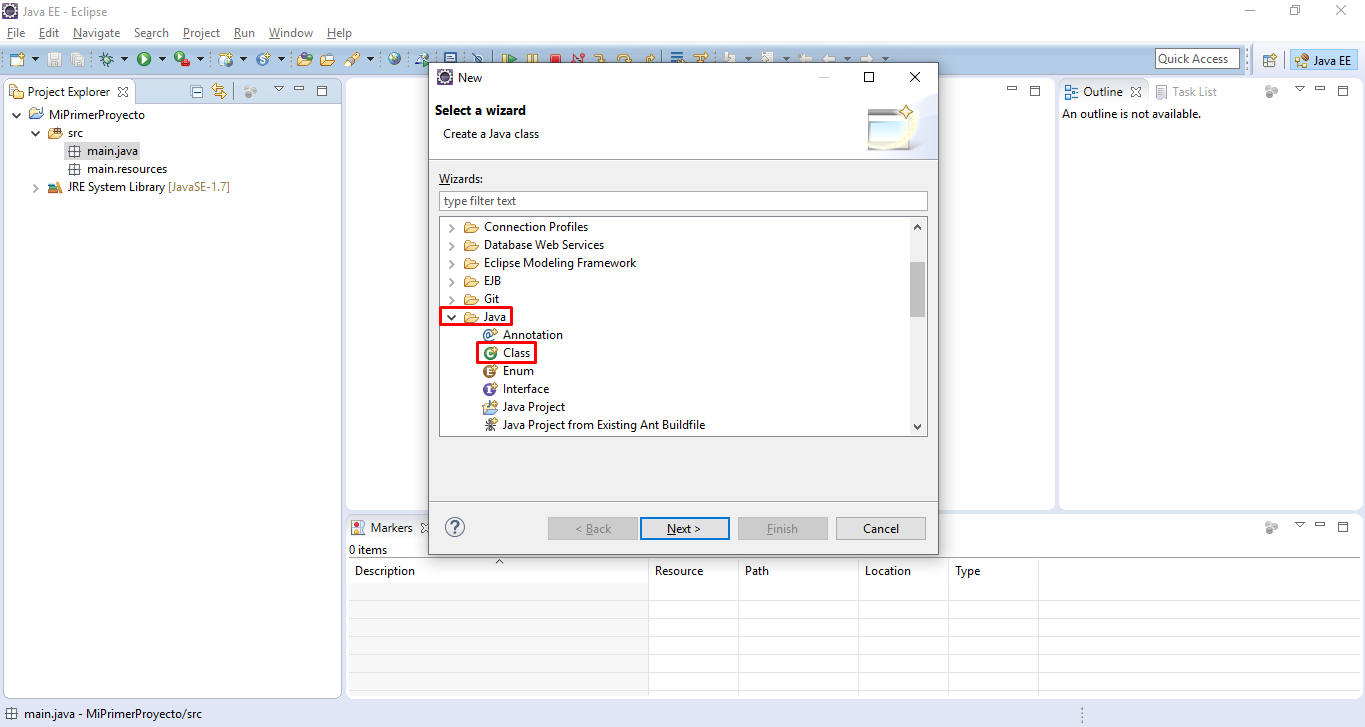 Java EE - Eclipse
File Edit Navigate Search Project Run Window Help
Quick Access
Java EE
Project Explorer
MiPrimerProyecto
src
main.java
main.resources
JRE System Library [JavaSE-1.7]
New
Select a wizard
Create a Java class
Wizards:
type filter text
Connection Profiles
Database Web Services
Eclipse Modeling Framework
EJB
Git
Java
Annotation
Class
Enum
Interface
Java Project
Java Project from Existing Ant Buildfile
< Back Next > Finish Cancel
Outline Task List
An outline is not available.
Markers
0 items
Description Resource Path Location Type
main.java - MiPrimerProyecto/src